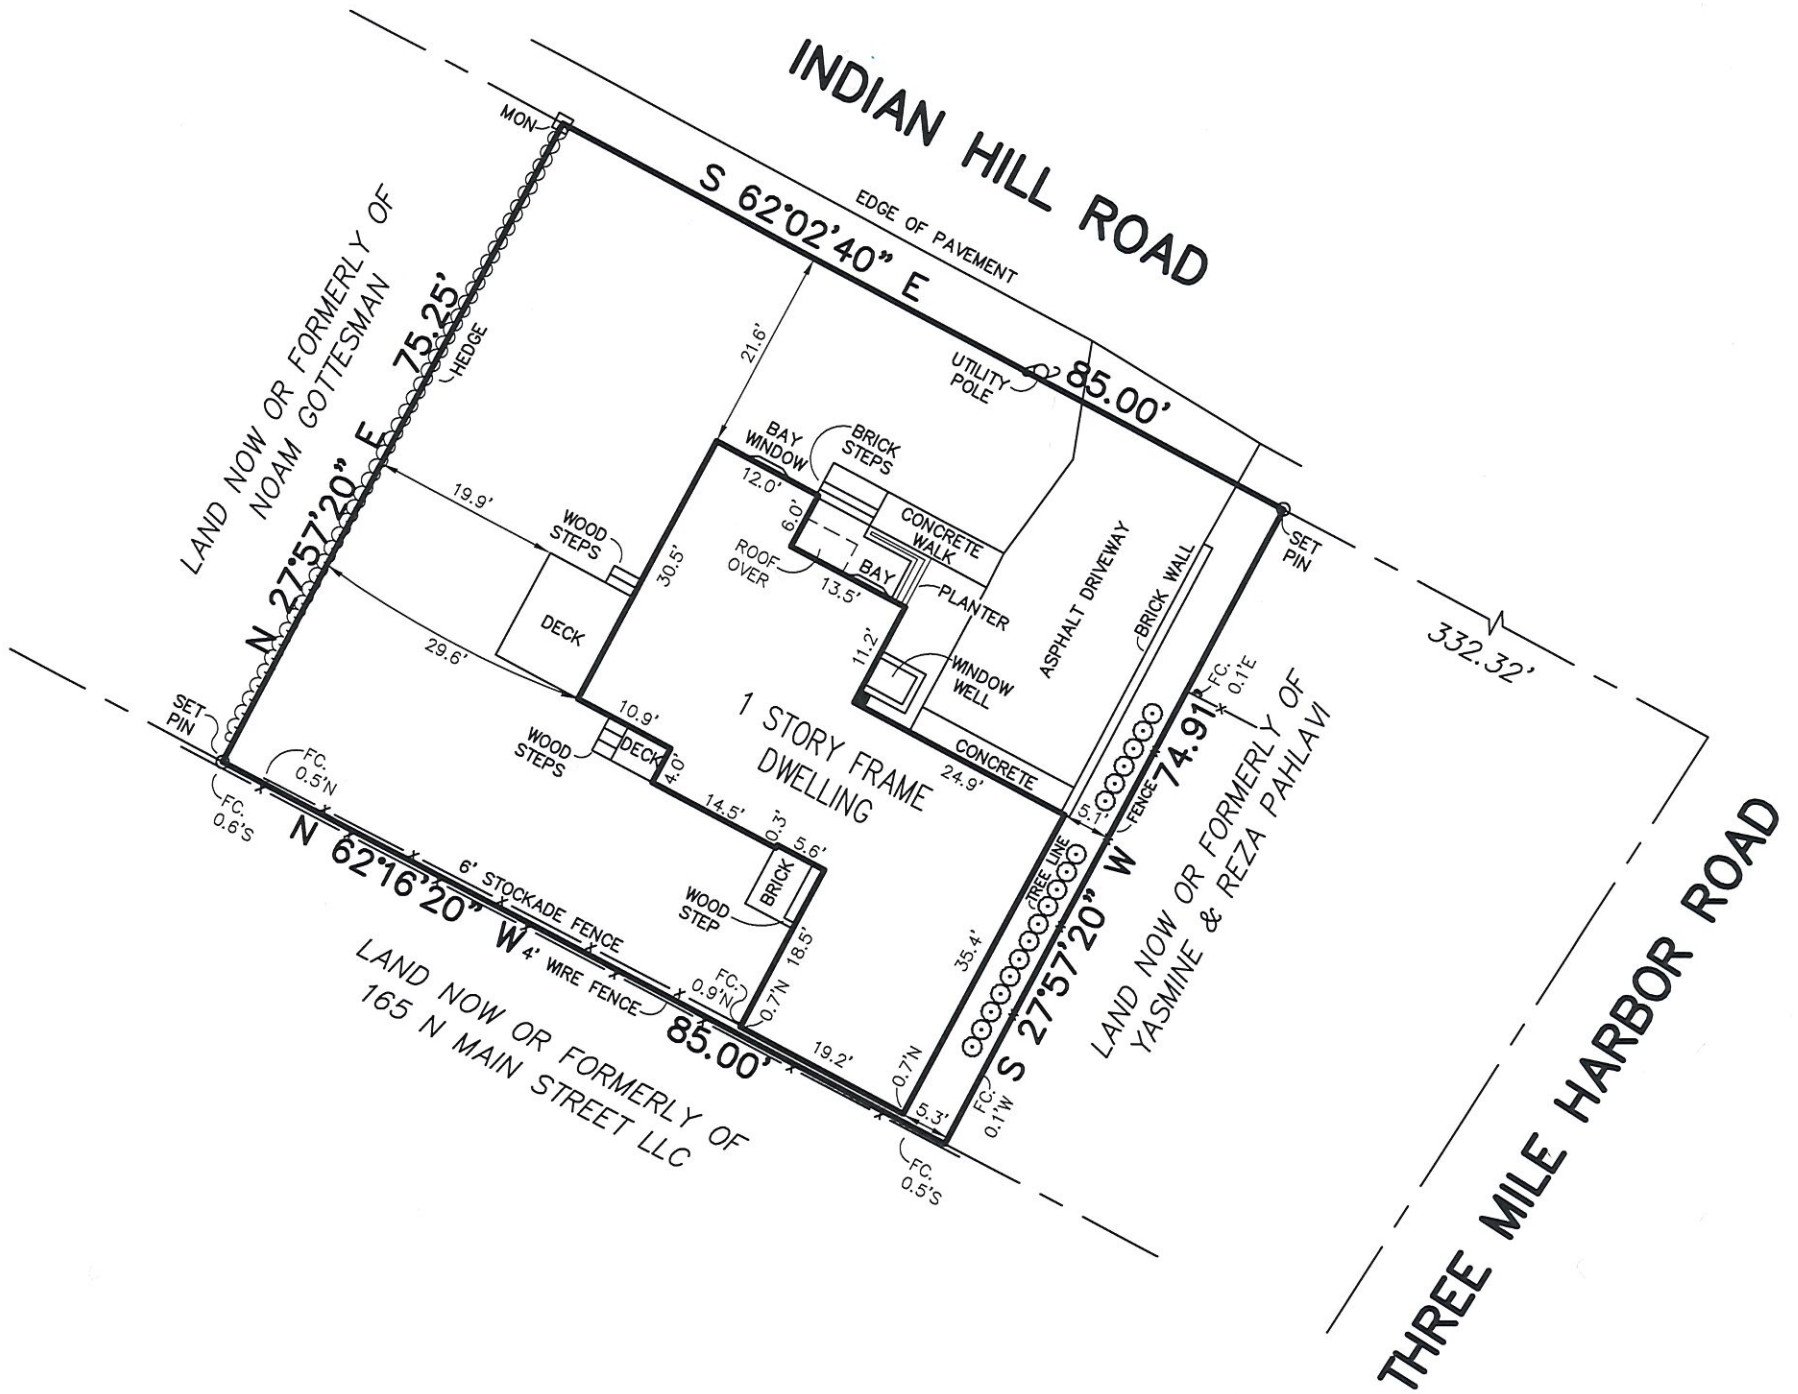 INDIAN HILL ROAD
MON
S 62°02'40" E
85.00'
EDGE OF PAVEMENT
UTILITY
POLE
LAND NOW OR FORMERLY OF
NOAM GOTTESMAN
N 27°57'20" E
75.25'
HEDGE
21.6'
19.9'
29.6'
BAY
WINDOW
BRICK
STEPS
12.0'
6.0'
WOOD
STEPS
DECK
30.5'
ROOF
OVER
13.5'
BAY
CONCRETE
WALK
PLANTER
11.2'
WINDOW
WELL
ASPHALT DRIVEWAY
BRICK WALL
SET
PIN
332.32'
1 STORY FRAME
DWELLING
CONCRETE
24.9'
5.1'
FENCE
FC.
0.1'E
S 27°57'20" W
74.91'
LAND NOW OR FORMERLY OF
YASMINE & REZA PAHLAVI
TREE LINE
35.4'
10.9'
WOOD
STEPS
DECK
4.0'
14.5'
0.3'
5.6'
BRICK
WOOD
STEP
18.5'
SET
PIN
FC.
0.5'N
FC.
0.6'S
N 62°16'20" W
85.00'
6' STOCKADE FENCE
4' WIRE FENCE
FC.
0.9'N
0.7'N
19.2'
0.7'N
5.3'
FC.
0.1'W
FC.
0.5'S
LAND NOW OR FORMERLY OF
165 N MAIN STREET LLC
THREE MILE HARBOR ROAD